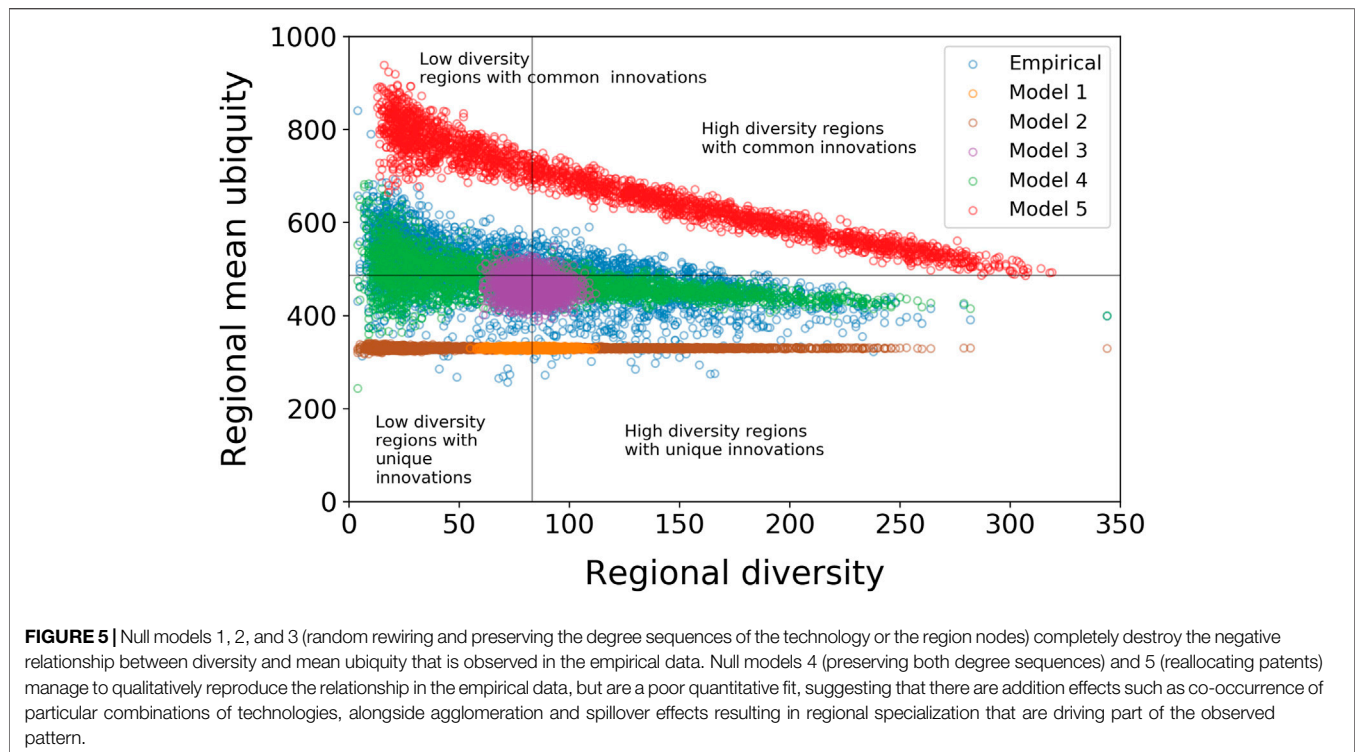 1000
800
600
400
200
0
0
50
100
150
200
250
300
350
Regional mean ubiquity
Regional diversity
Low diversity
regions with common innovations
High diversity regions
with common innovations
Low diversity
regions with
unique
innovations
High diversity regions
with unique innovations
Empirical
Model 1
Model 2
Model 3
Model 4
Model 5
FIGURE 5 | Null models 1, 2, and 3 (random rewiring and preserving the degree sequences of the technology or the region nodes) completely destroy the negative
relationship between diversity and mean ubiquity that is observed in the empirical data. Null models 4 (preserving both degree sequences) and 5 (reallocating patents)
manage to qualitatively reproduce the relationship in the empirical data, but are a poor quantitative fit, suggesting that there are addition effects such as co-occurrence of
particular combinations of technologies, alongside agglomeration and spillover effects resulting in regional specialization that are driving part of the observed
pattern.